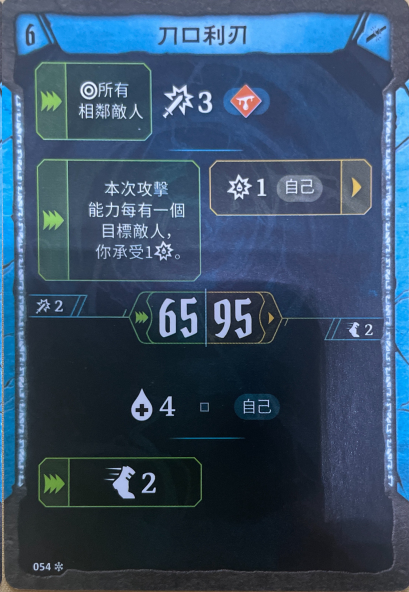 6
刀口利刃
所有
相鄰敵人
3
本次攻擊
能力每有一個
目標敵人，
你承受1。
1 自己
2
65 95
2
4 自己
2
054